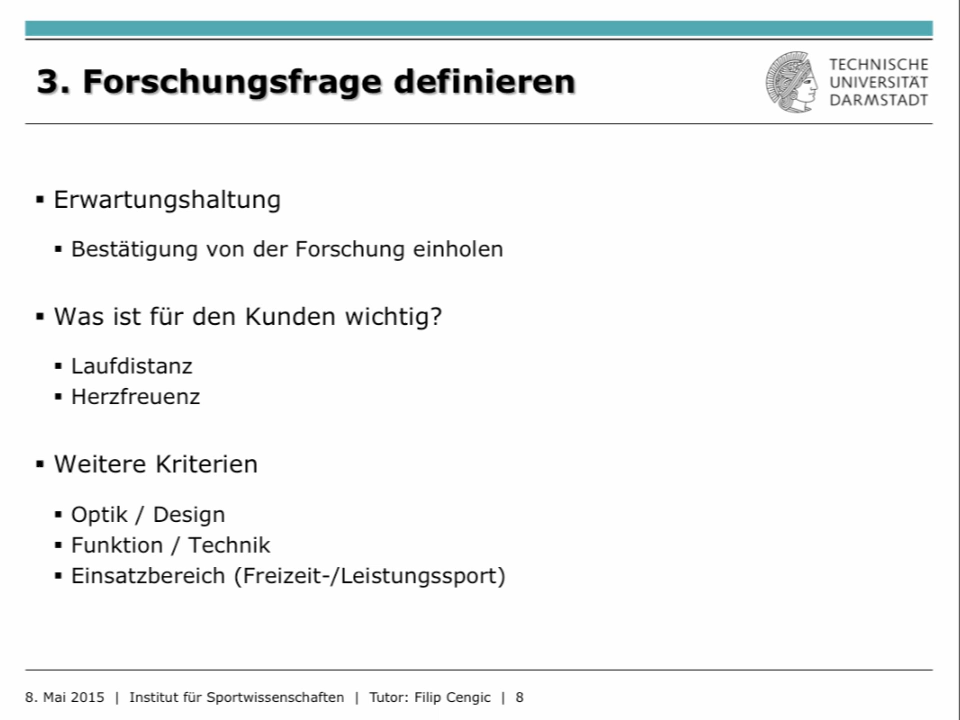 3. Forschungsfrage definieren
TECHNISCHE
UNIVERSITÄT
DARMSTADT
▪ Erwartungshaltung
▪ Bestätigung von der Forschung einholen
▪ Was ist für den Kunden wichtig?
▪ Laufdistanz
▪ Herzfreuenz
▪ Weitere Kriterien
▪ Optik / Design
▪ Funktion / Technik
▪ Einsatzbereich (Freizeit-/Leistungssport)
8. Mai 2015 | Institut für Sportwissenschaften | Tutor: Filip Cengic | 8